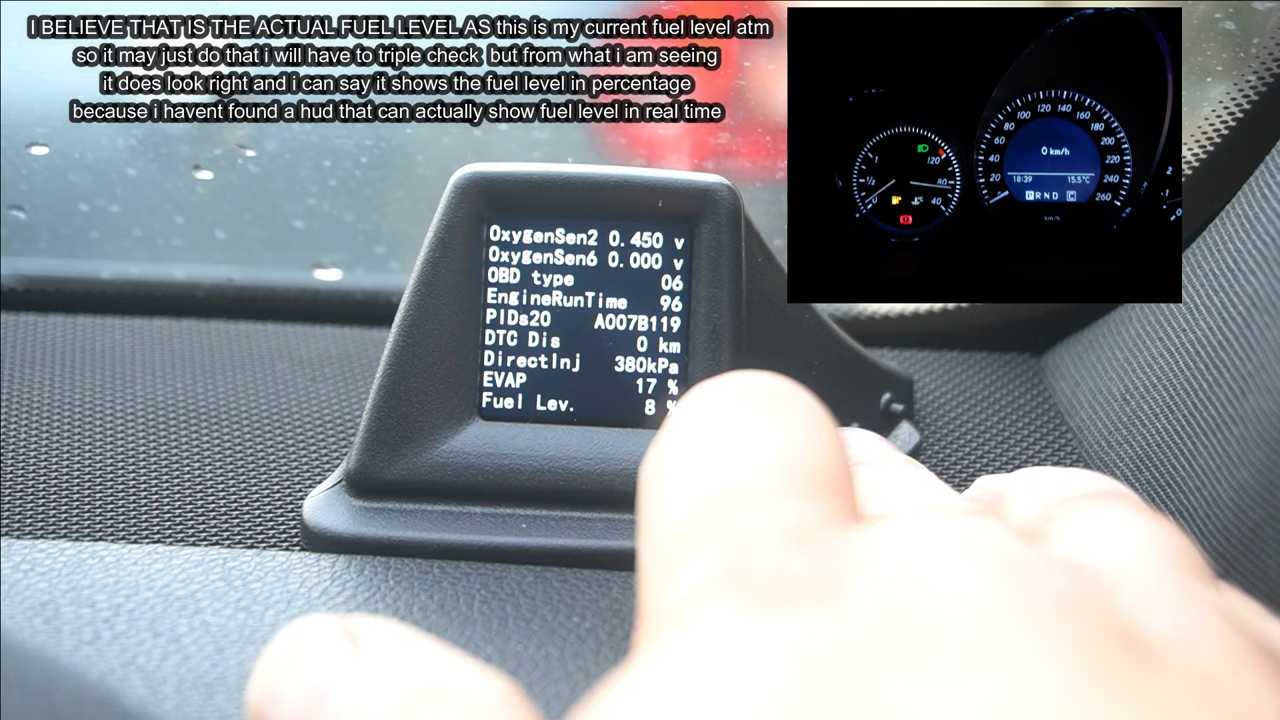 I BELIEVE THAT IS THE ACTUAL FUEL LEVEL AS this is my current fuel level atm
so it may just do that i will have to triple check but from what i am seeing
it does look right and i can say it shows the fuel level in percentage
because i havent found a hud that can actually show fuel level in real time
OxygenSen2 0.450 v
OxygenSen6 0.000 v
OBD type 06
EngineRunTime 96
PIDs20 A007B119
DTC Dis 0 km
DirectInj 380kPa
EVAP 17 %
Fuel Lev. 8 %
1
1/2
0
120
80
40
°C
20
40
60
80
100
120
140
160
180
200
220
240
260
0 km/h
18:39 15.5°C
P R N D C
km/h
2
0